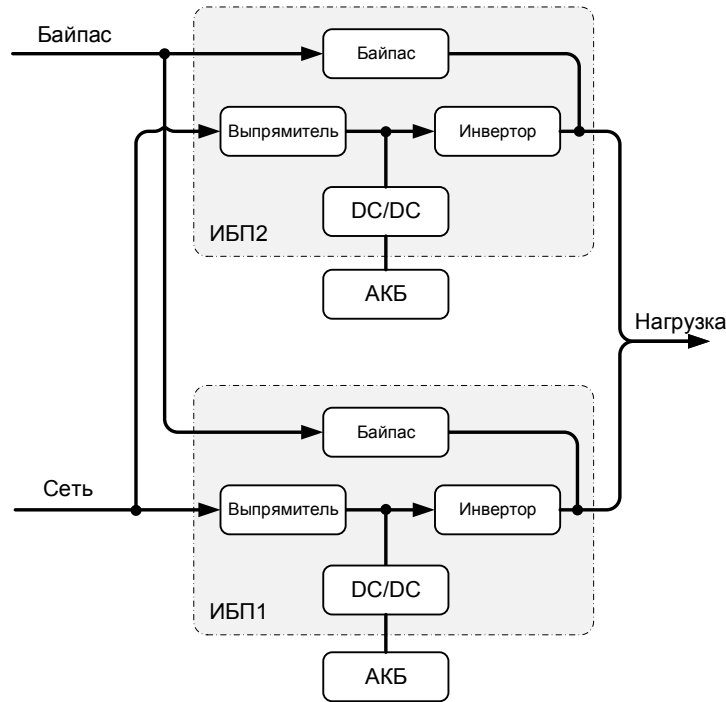 Байпас
Байпас
Выпрямитель
Инвертор
DC/DC
ИБП2
АКБ
Нагрузка
Байпас
Сеть
Выпрямитель
Инвертор
DC/DC
ИБП1
АКБ